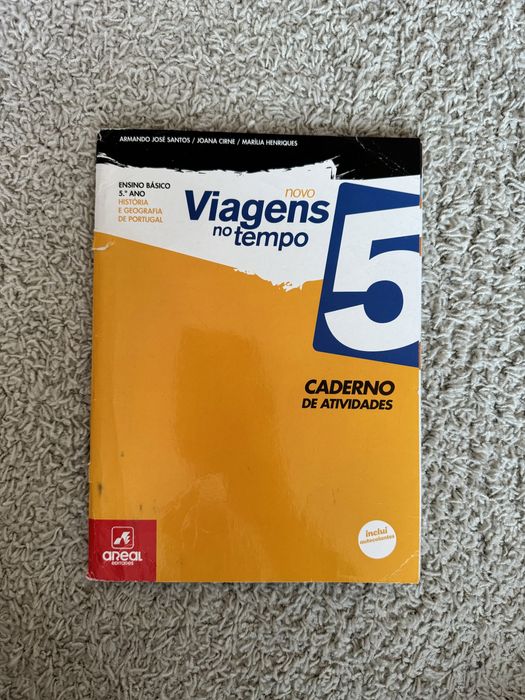 ARMANDO JOSÉ SANTOS / JOANA CIRNE / MARÍLIA HENRIQUES
ENSINO BÁSICO
5.º ANO
HISTÓRIA
E GEOGRAFIA
DE PORTUGAL
novo
Viagens
no tempo
5
CADERNO
DE ATIVIDADES
inclui
autocolantes
areal
EDITORES